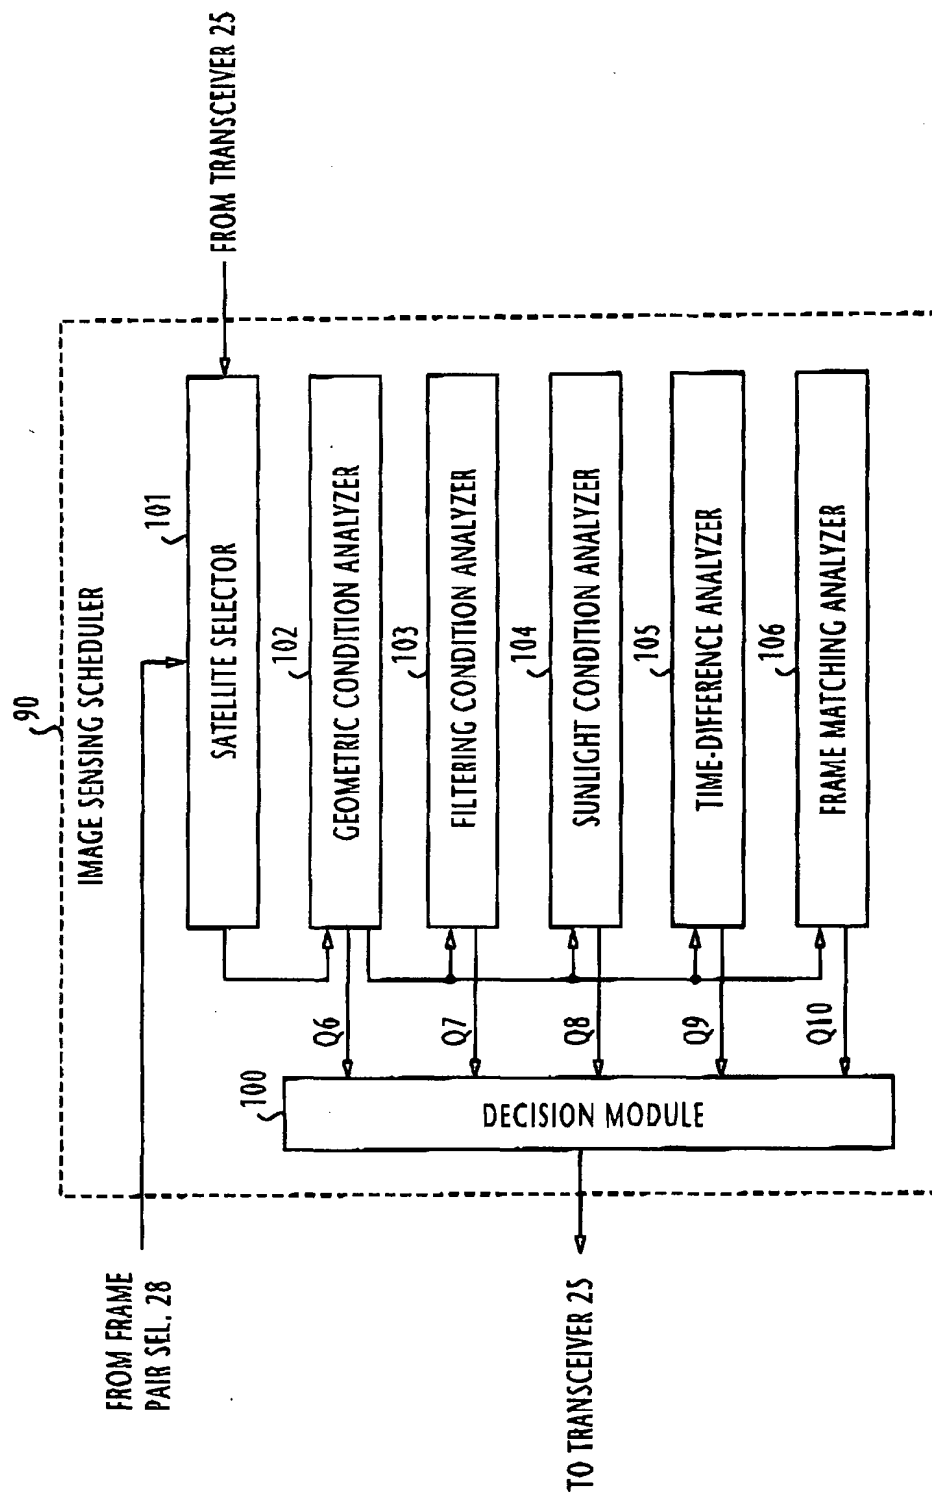 90
IMAGE SENSING SCHEDULER
FROM FRAME
PAIR SEL. 28
FROM TRANSCEIVER 25
101
SATELLITE SELECTOR
102
GEOMETRIC CONDITION ANALYZER
Q6
103
FILTERING CONDITION ANALYZER
Q7
104
SUNLIGHT CONDITION ANALYZER
Q8
105
TIME-DIFFERENCE ANALYZER
Q9
106
FRAME MATCHING ANALYZER
Q10
100
DECISION MODULE
TO TRANSCEIVER 25